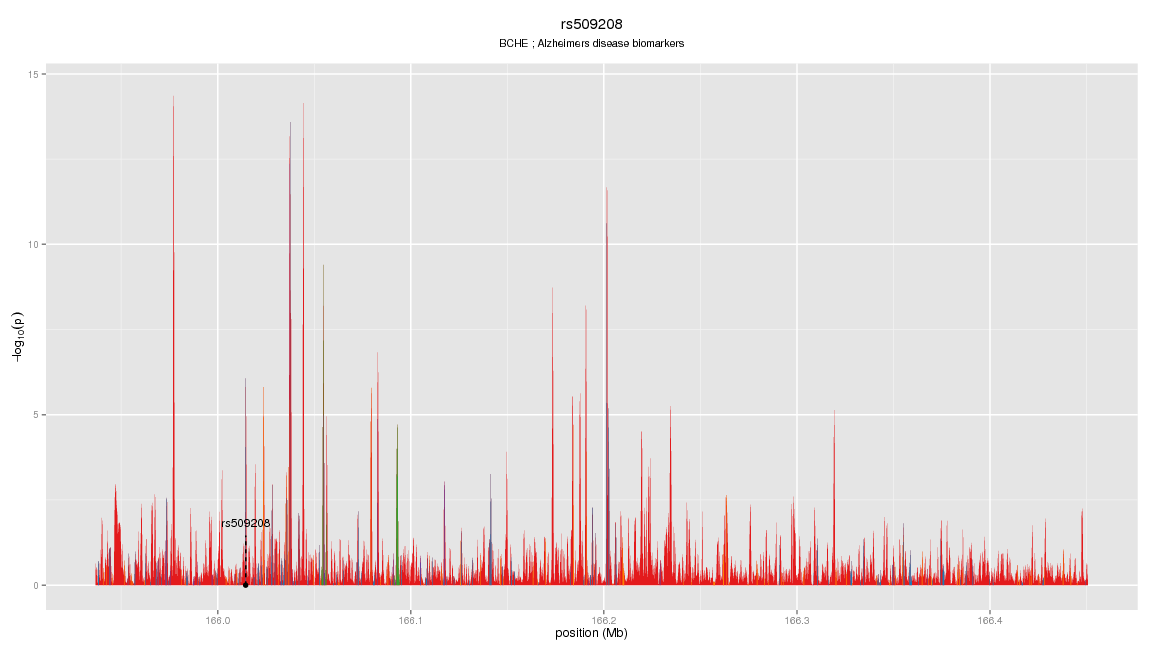 rs509208
BCHE ; Alzheimers disease biomarkers
15
10
5
0
−log10(p)
rs509208
166.0
166.1
166.2
166.3
166.4
position (Mb)